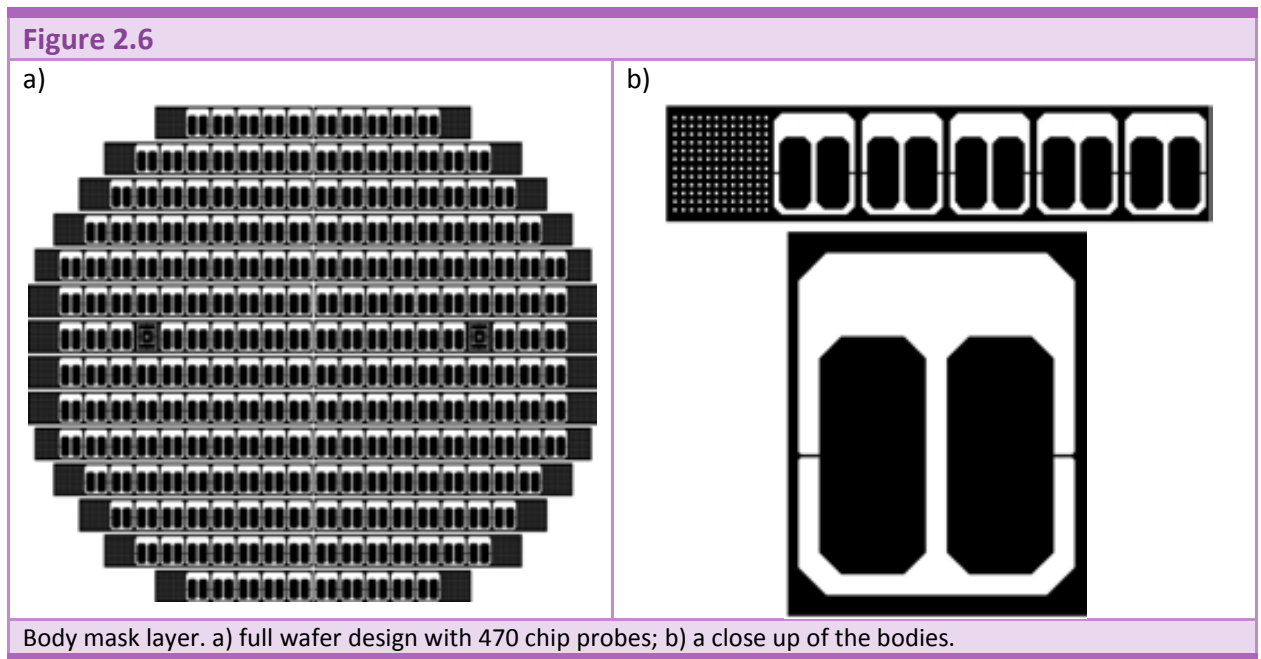 Figure 2.6
a)
b)
Body mask layer. a) full wafer design with 470 chip probes; b) a close up of the bodies.